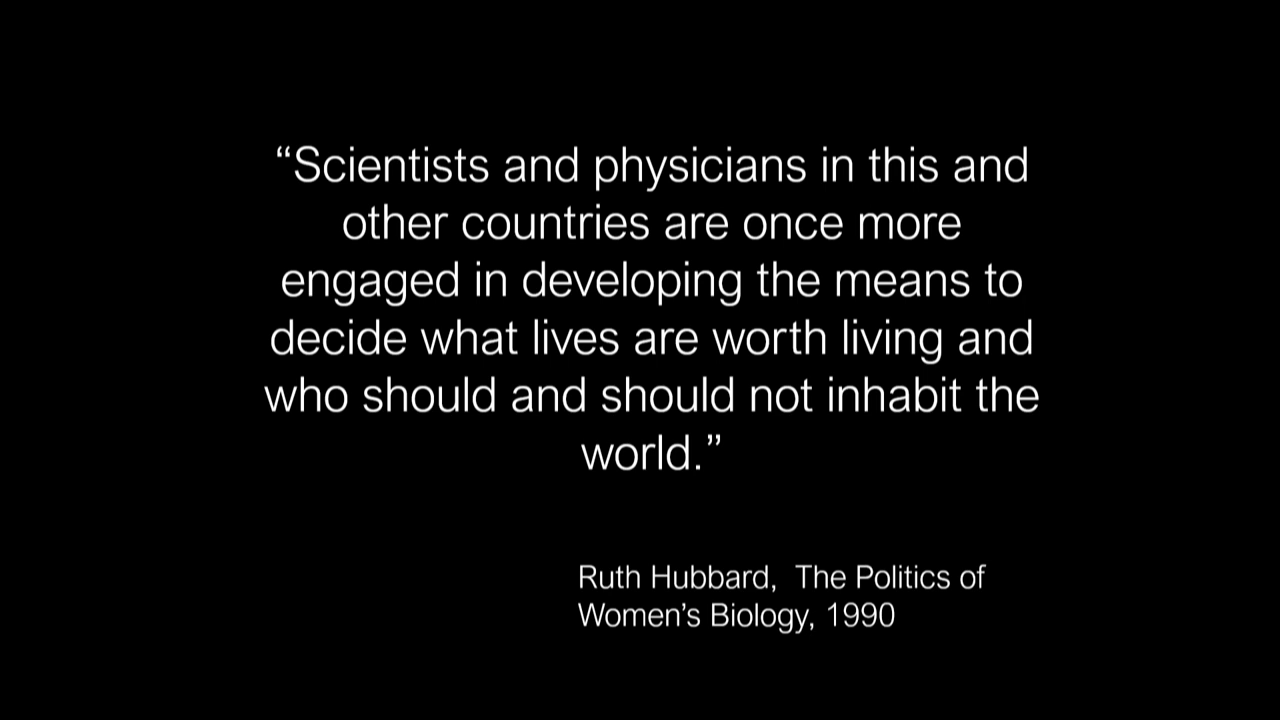 “Scientists and physicians in this and
other countries are once more
engaged in developing the means to
decide what lives are worth living and
who should and should not inhabit the
world.”
Ruth Hubbard,  The Politics of
Women’s Biology, 1990